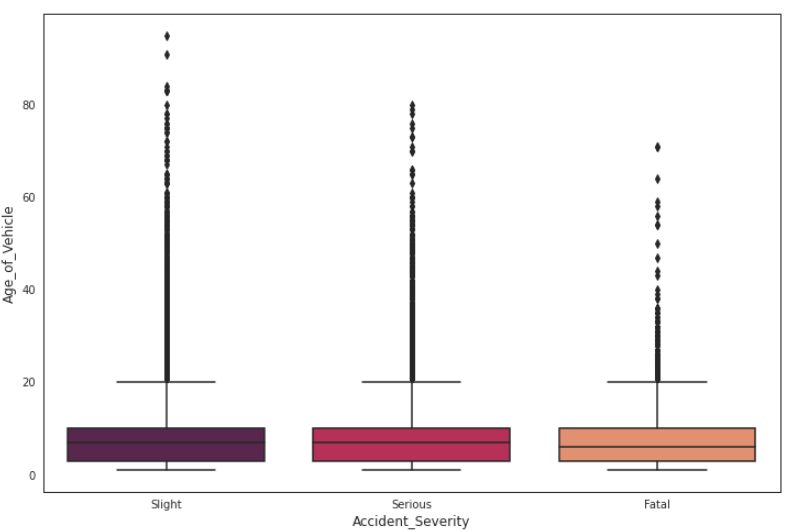 80
60
40
20
0
Age_of_Vehicle
Slight
Serious
Fatal
Accident_Severity